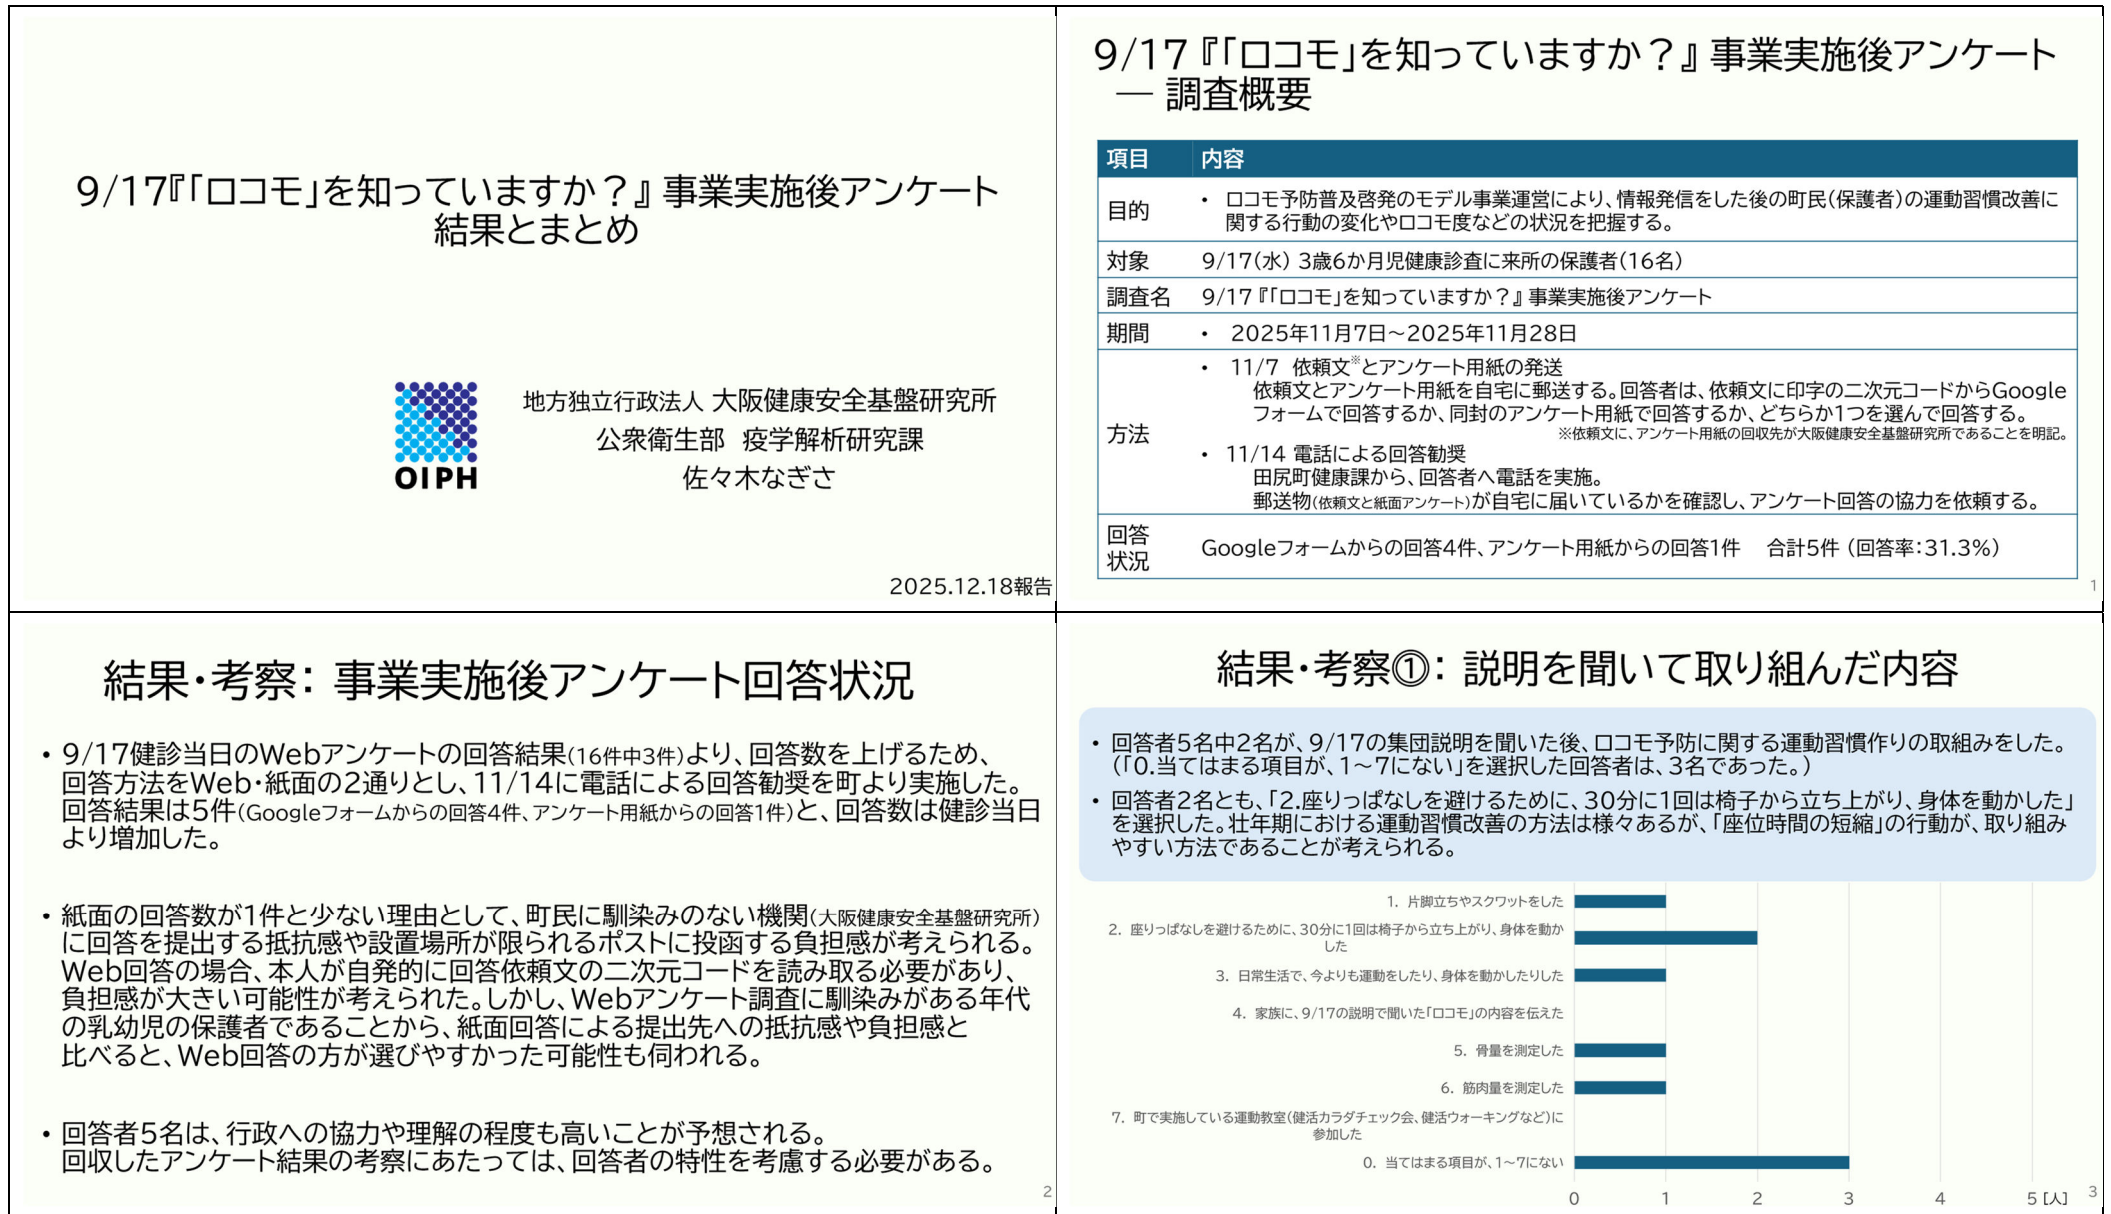 9/17『「ロコモ」を知っていますか？』 事業実施後アンケート
結果とまとめ
OIPH
地方独立行政法人 大阪健康安全基盤研究所
公衆衛生部 疫学解析研究課
佐々木なぎさ
2025.12.18報告
9/17 『「ロコモ」を知っていますか？』 事業実施後アンケート
― 調査概要
項目 内容
目的
• ロコモ予防普及啓発のモデル事業運営により、情報発信をした後の町民（保護者）の運動習慣改善に
関する行動の変化やロコモ度などの状況を把握する。
対象 9/17（水） 3歳6か月児健康診査に来所の保護者（16名）
調査名 9/17 『「ロコモ」を知っていますか？』 事業実施後アンケート
期間 • 2025年11月7日～2025年11月28日
方法
• 11/7 依頼文※とアンケート用紙の発送
依頼文とアンケート用紙を自宅に郵送する。回答者は、依頼文に印字の二次元コードからGoogle
フォームで回答するか、同封のアンケート用紙で回答するか、どちらか1つを選んで回答する。
※依頼文に、アンケート用紙の回収先が大阪健康安全基盤研究所であることを明記。
• 11/14 電話による回答勧奨
田尻町健康課から、回答者へ電話を実施。
郵送物（依頼文と紙面アンケート）が自宅に届いているかを確認し、アンケート回答の協力を依頼する。
回答
状況
Googleフォームからの回答4件、アンケート用紙からの回答1件 合計5件 （回答率：31.3％）
1
結果・考察： 事業実施後アンケート回答状況
• 9/17健診当日のWebアンケートの回答結果（16件中3件）より、回答数を上げるため、
回答方法をWeb・紙面の2通りとし、11/14に電話による回答勧奨を町より実施した。
回答結果は5件（Googleフォームからの回答4件、アンケート用紙からの回答1件）と、回答数は健診当日
より増加した。
• 紙面の回答数が1件と少ない理由として、町民に馴染みのない機関（大阪健康安全基盤研究所）
に回答を提出する抵抗感や設置場所が限られるポストに投函する負担感が考えられる。
Web回答の場合、本人が自発的に回答依頼文の二次元コードを読み取る必要があり、
負担感が大きい可能性が考えられた。しかし、Webアンケート調査に馴染みがある年代
の乳幼児の保護者であることから、紙面回答による提出先への抵抗感や負担感と
比べると、Web回答の方が選びやすかった可能性も伺われる。
• 回答者5名は、行政への協力や理解の程度も高いことが予想される。
回収したアンケート結果の考察にあたっては、回答者の特性を考慮する必要がある。
2
結果・考察①： 説明を聞いて取り組んだ内容
• 回答者5名中2名が、9/17の集団説明を聞いた後、ロコモ予防に関する運動習慣作りの取組みをした。
（「0.当てはまる項目が、1～7にない」を選択した回答者は、3名であった。）
• 回答者2名とも、「2.座りっぱなしを避けるために、30分に1回は椅子から立ち上がり、身体を動かした」
を選択した。壮年期における運動習慣改善の方法は様々あるが、「座位時間の短縮」の行動が、取り組み
やすい方法であることが考えられる。
1. 片脚立ちやスクワットをした
2. 座りっぱなしを避けるために、30分に1回は椅子から立ち上がり、身体を動か
した
3. 日常生活で、今よりも運動をしたり、身体を動かしたりした
4. 家族に、9/17の説明で聞いた「ロコモ」の内容を伝えた
5. 骨量を測定した
6. 筋肉量を測定した
7. 町で実施している運動教室（健活カラダチェック会、健活ウォーキングなど）に
参加した
0. 当てはまる項目が、1～7にない
0 1 2 3 4 5 [人]
3